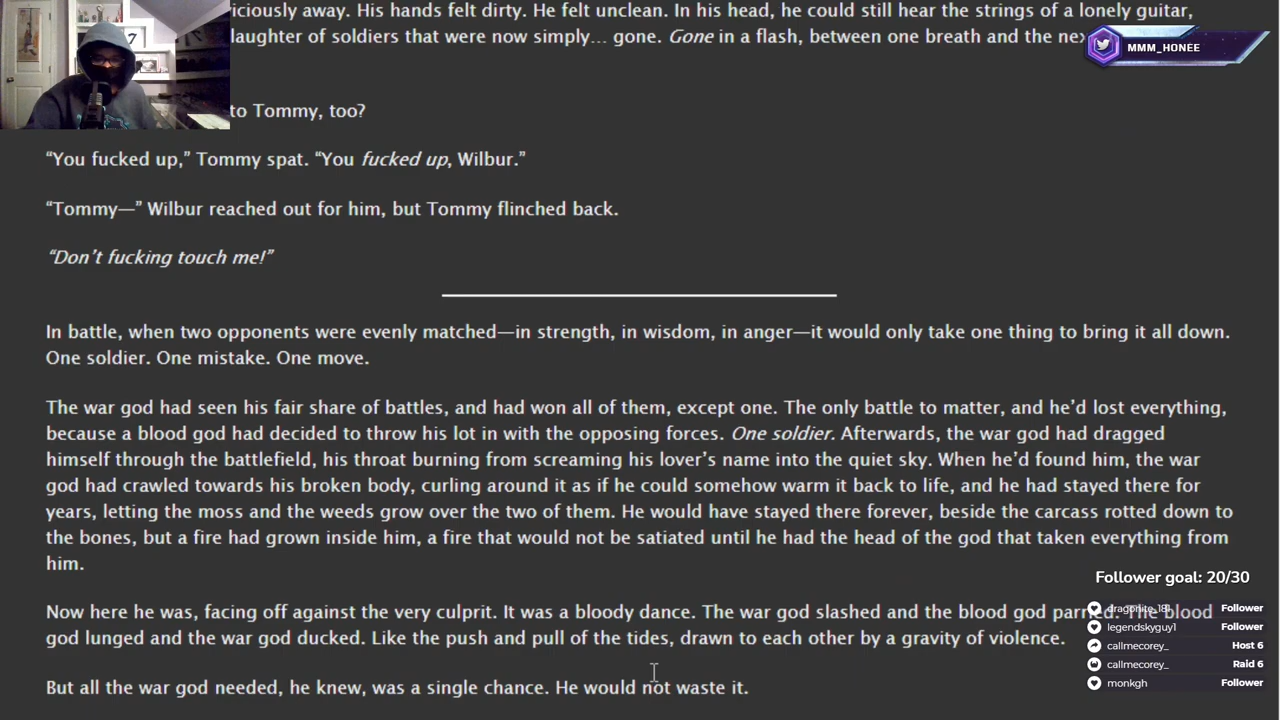 iciously away. His hands felt dirty. He felt unclean. In his head, he could still hear the strings of a lonely guitar,
laughter of soldiers that were now simply… gone. Gone in a flash, between one breath and the
MMM_HONEE
to Tommy, too?
“You fucked up,” Tommy spat. “You fucked up, Wilbur.”
“Tommy—” Wilbur reached out for him, but Tommy flinched back.
“Don’t fucking touch me!”
In battle, when two opponents were evenly matched—in strength, in wisdom, in anger—it would only take one thing to bring it all down.
One soldier. One mistake. One move.
The war god had seen his fair share of battles, and had won all of them, except one. The only battle to matter, and he’d lost everything,
because a blood god had decided to throw his lot in with the opposing forces. One soldier. Afterwards, the war god had dragged
himself through the battlefield, his throat burning from screaming his lover’s name into the quiet sky. When he’d found him, the war
god had crawled towards his broken body, curling around it as if he could somehow warm it back to life, and he had stayed there for
years, letting the moss and the weeds grow over the two of them. He would have stayed there forever, beside the carcass rotted down to
the bones, but a fire had grown inside him, a fire that would not be satiated until he had the head of the god that taken everything from
him.
Follower goal: 20/30
Now here he was, facing off against the very culprit. It was a bloody dance. The war god slashed and the blood god parried. The blood
god lunged and the war god ducked. Like the push and pull of the tides, drawn to each other by a gravity of violence.
But all the war god needed, he knew, was a single chance. He would not waste it.
dragonite_181 Follower
legendskyguy1 Follower
callmecorey_ Host 6
callmecorey_ Raid 6
monkgh Follower